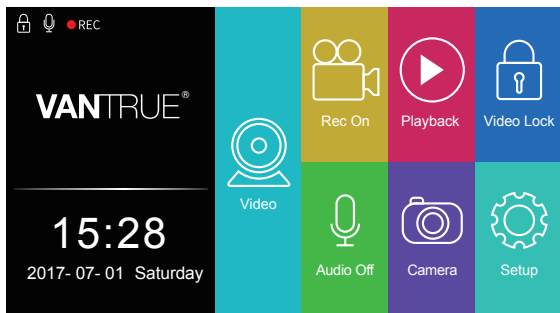 REC
VANTRUE®
15:28
2017- 07- 01 Saturday
Video
Rec On
Playback
Video Lock
Audio Off
Camera
Setup